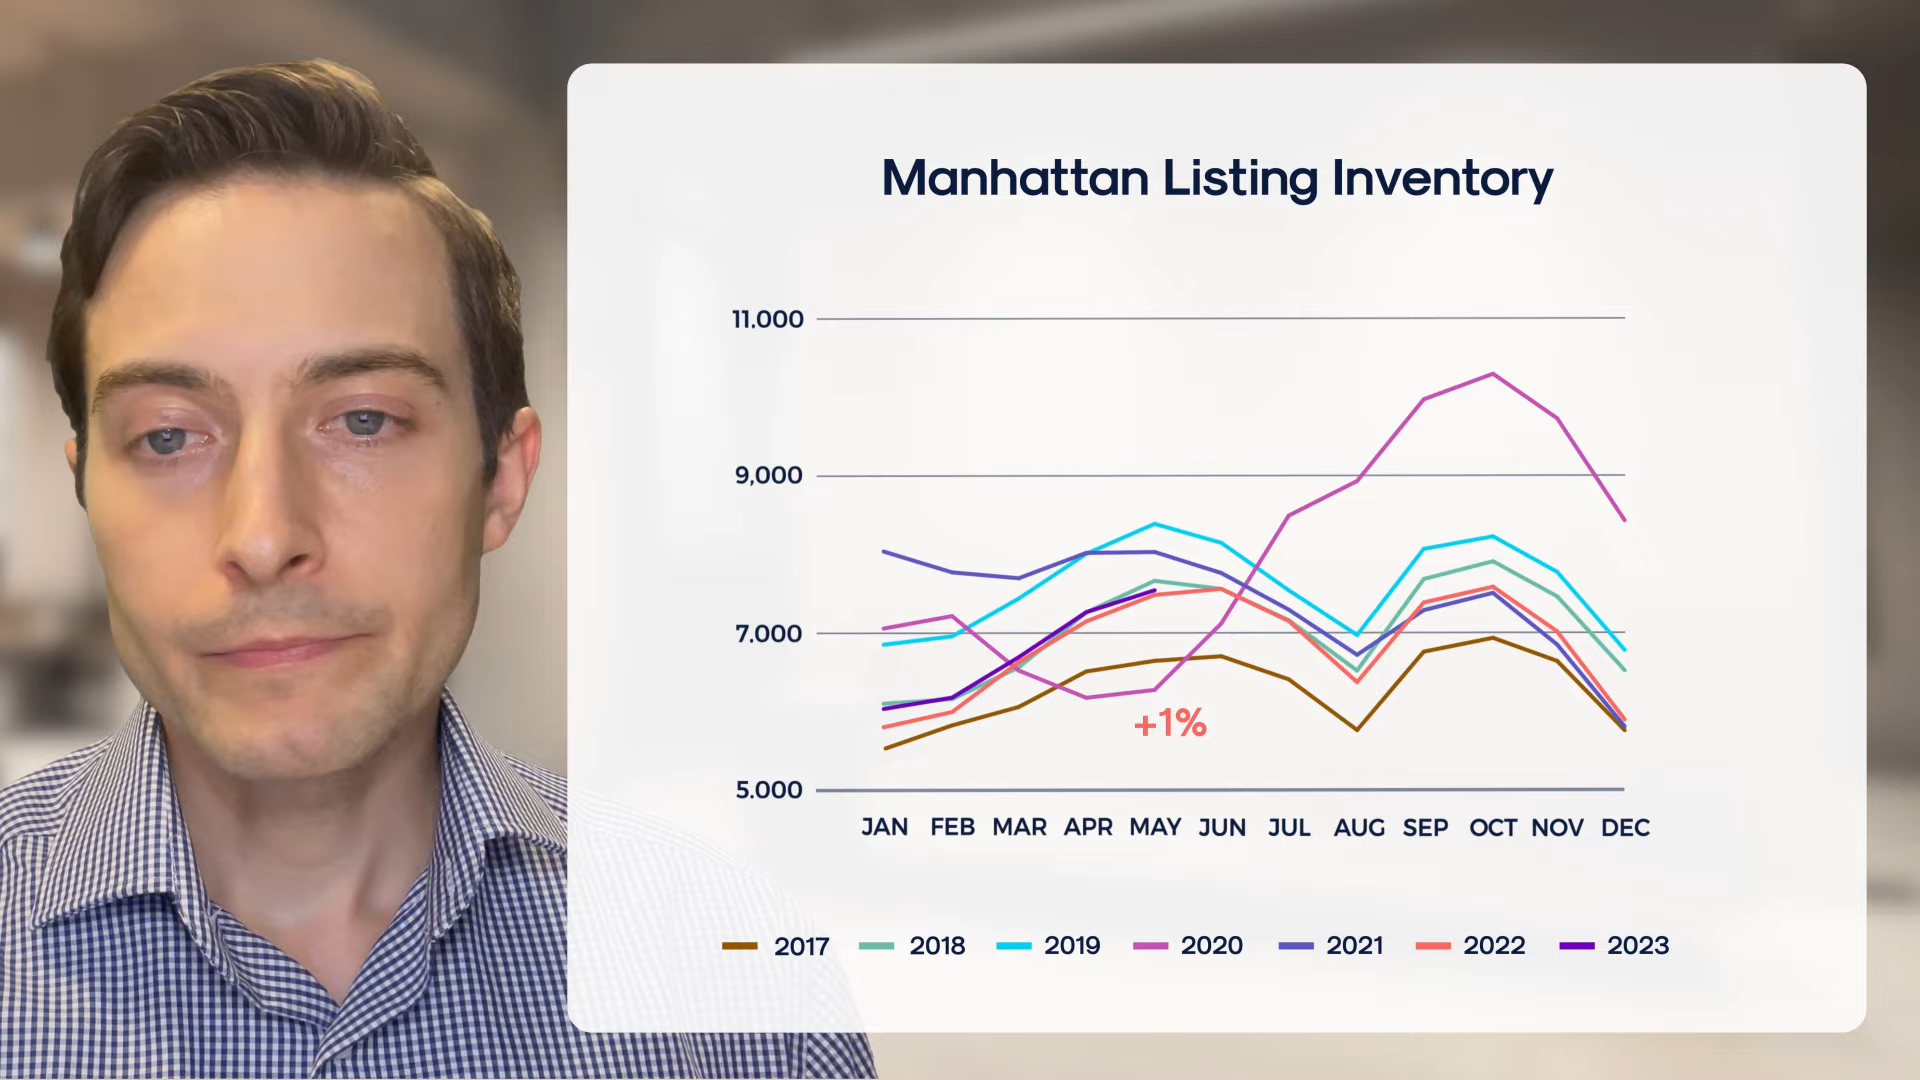 Manhattan Listing Inventory
11.000
9,000
7.000
+1%
5.000
JAN FEB MAR APR MAY JUN JUL AUG SEP OCT NOV DEC
2017 2018 2019 2020 2021 2022 2023